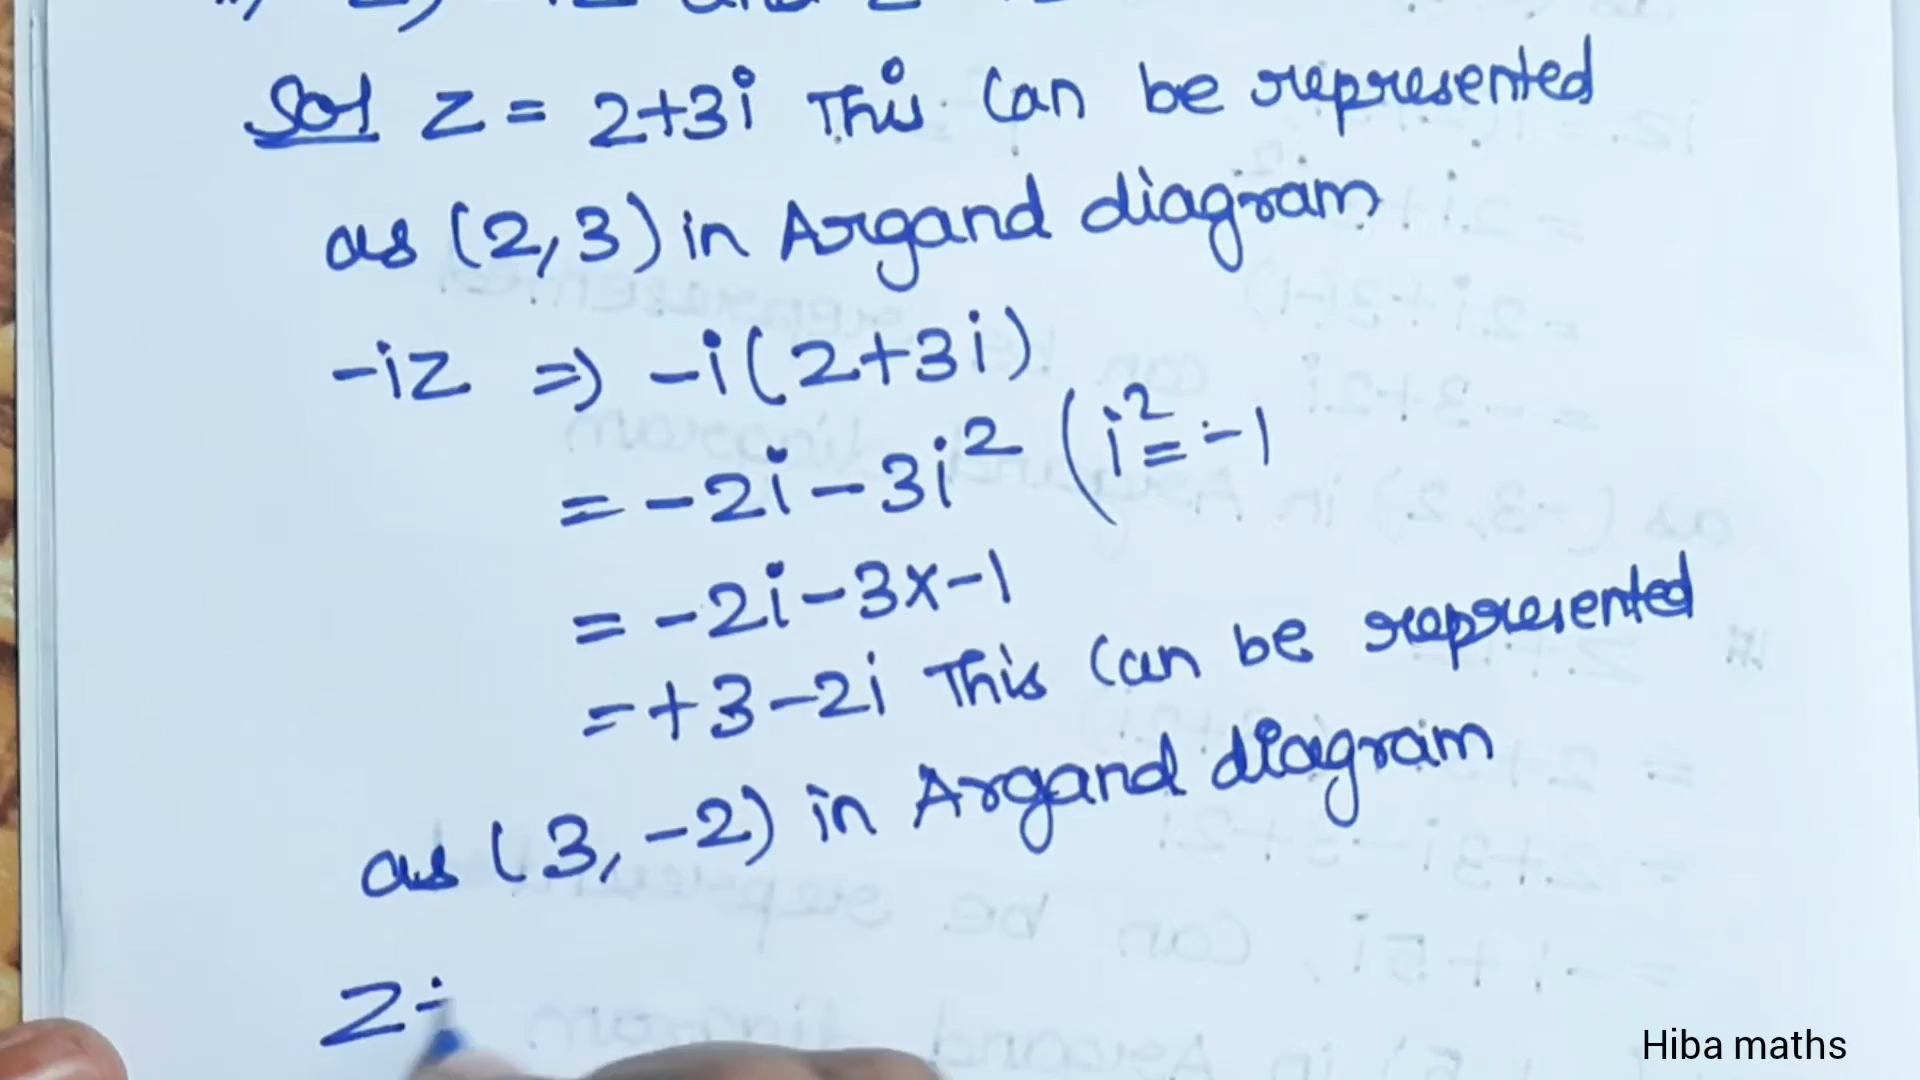 Sol z = 2+3i This Can be represented
as (2,3) in Argand diagram
-iz => -i(2+3i)
= -2i-3i² (i²=-1
= -2i-3x-1
= +3-2i This Can be represented
as (3,-2) in Argand diagram
Z-
Hiba maths